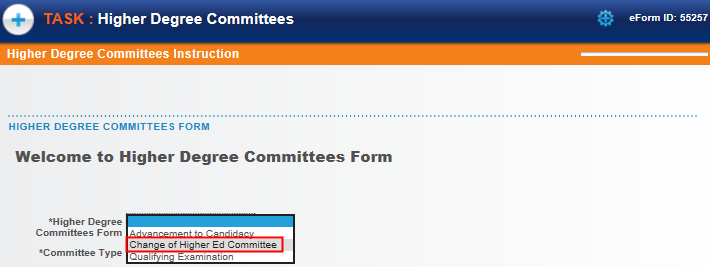 TASK : Higher Degree Committees
eForm ID: 55257
Higher Degree Committees Instruction
HIGHER DEGREE COMMITTEES FORM
Welcome to Higher Degree Committees Form
*Higher Degree
Committees Form
Advancement to Candidacy
Change of Higher Ed Committee
*Committee Type
Qualifying Examination